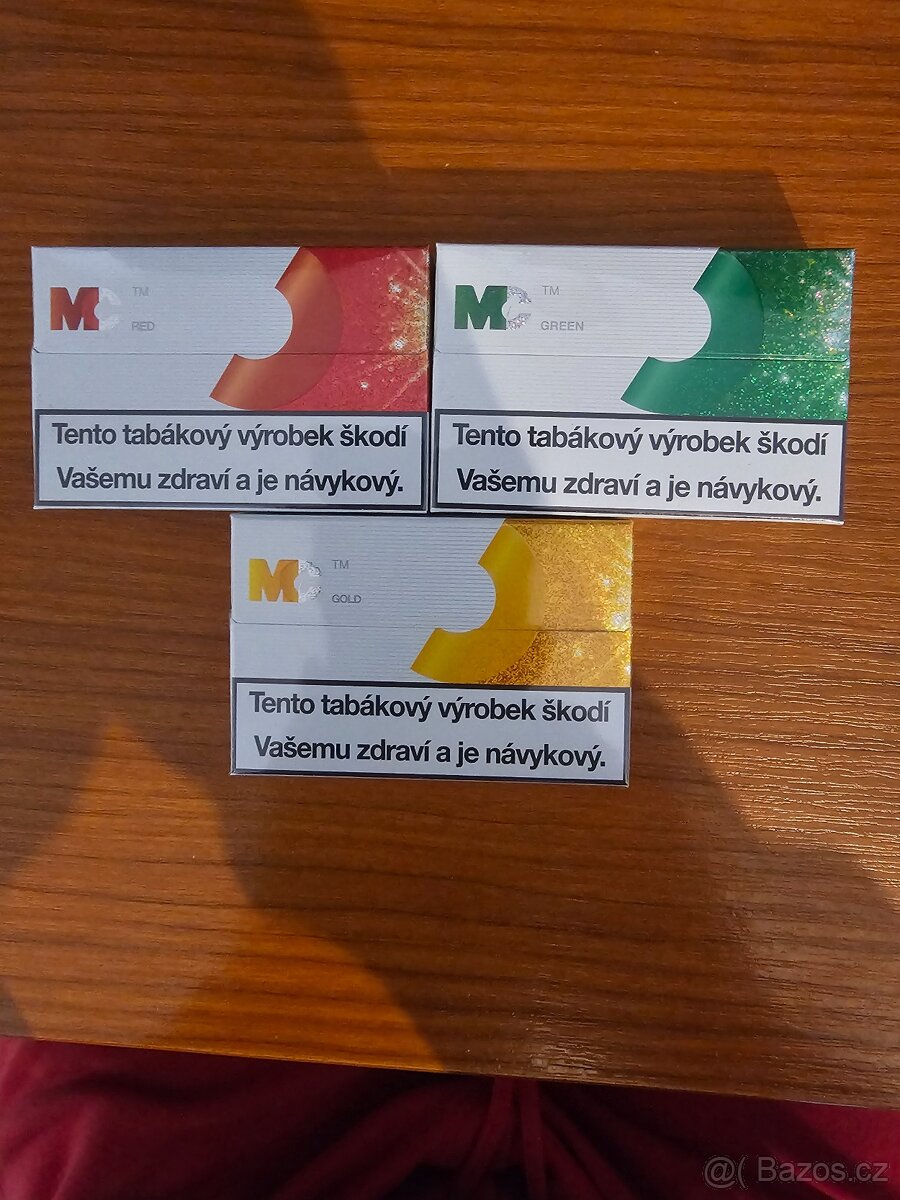 MC TM
RED
Tento tabákový výrobek škodí
Vašemu zdraví a je návykový.
MC TM
GREEN
Tento tabákový výrobek škodí
Vašemu zdraví a je návykový.
MC TM
GOLD
Tento tabákový výrobek škodí
Vašemu zdraví a je návykový.
@( Bazos.cz